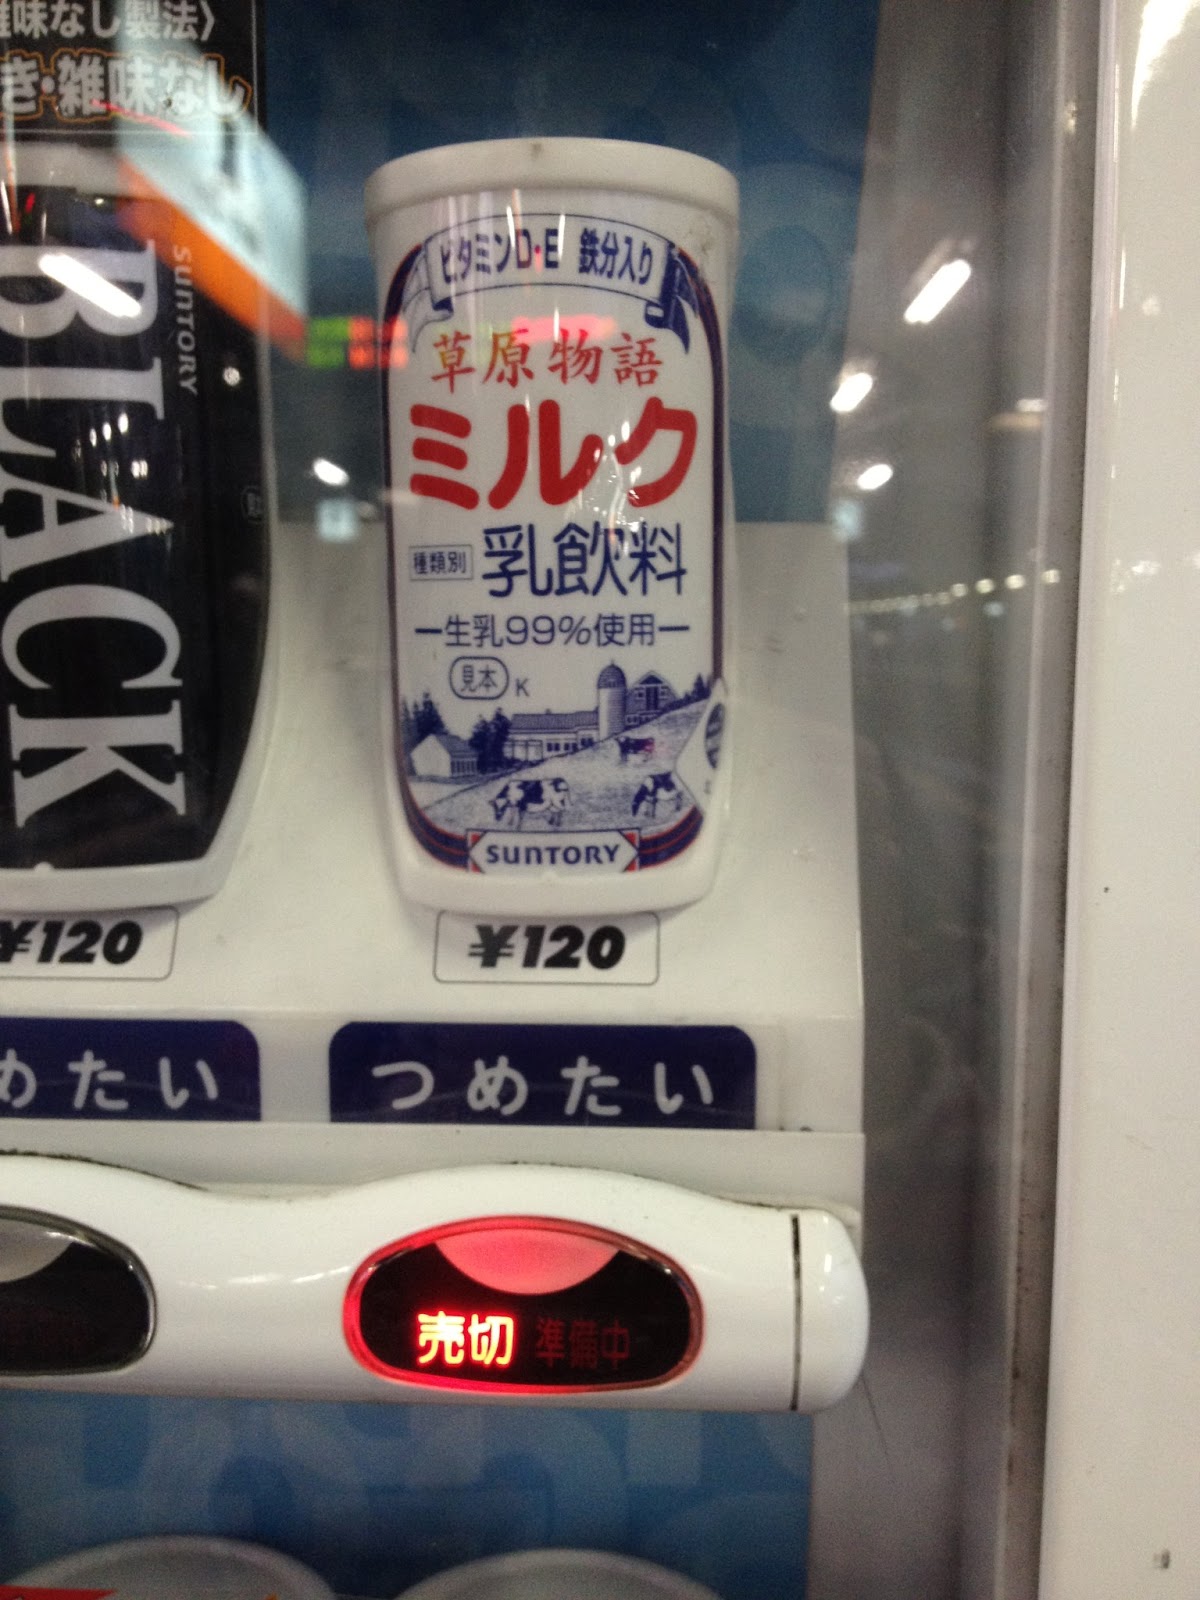 味なし製法〉
き・雑味なし
BLACK
SUNTORY
ビタミンD・E 鉄分入り
草原物語
ミルク
種類別 乳飲料
ー生乳99%使用ー
見本 K
SUNTORY
¥120
¥120
めたい
つめたい
売切 準備中